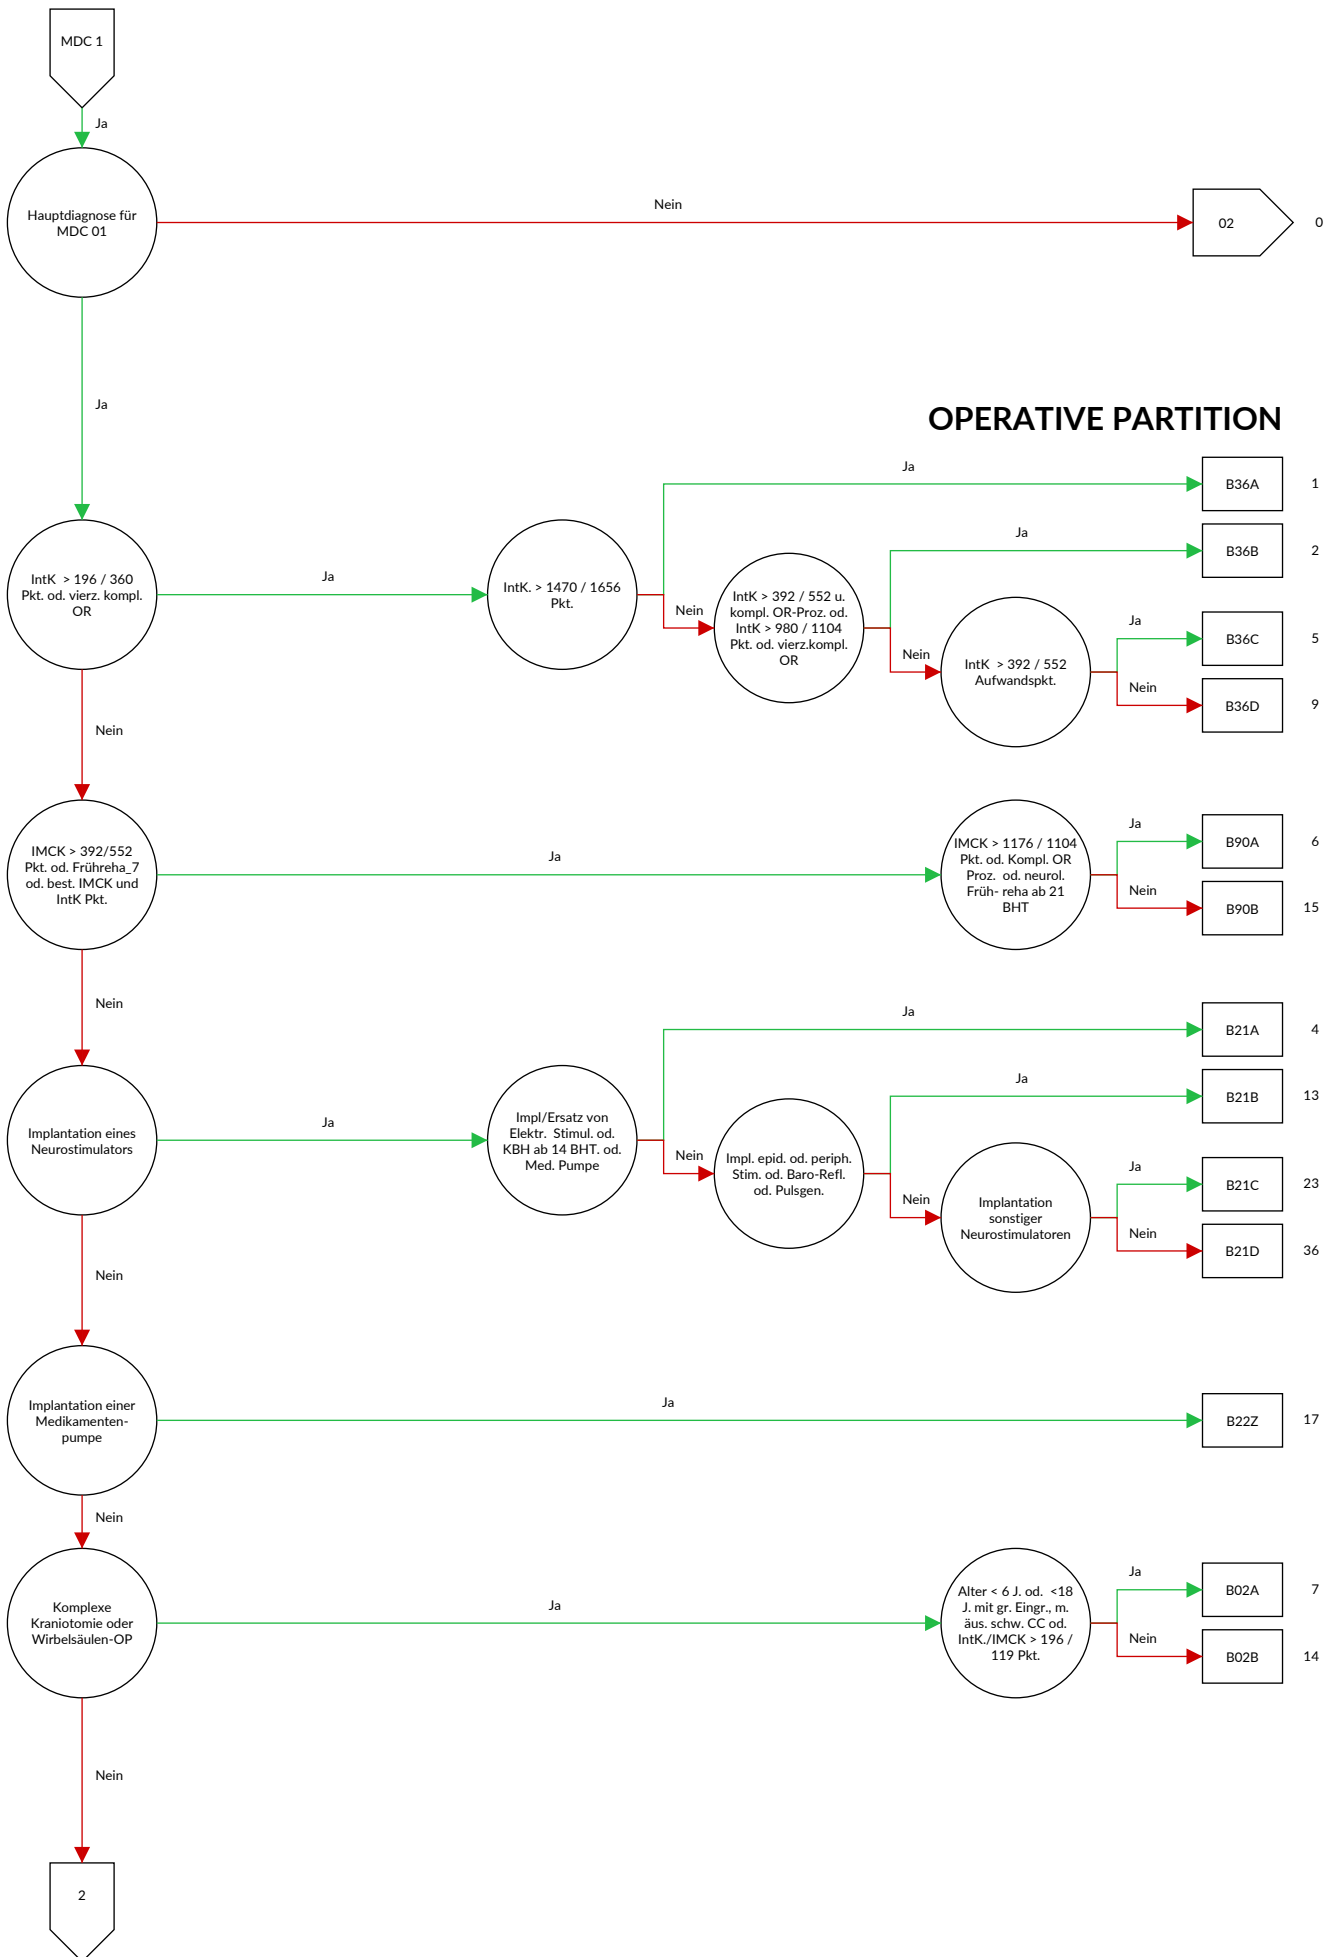 MDC 1
Ja
Hauptdiagnose für
MDC 01
Nein
02
0
Ja
OPERATIVE PARTITION
IntK > 196 / 360
Pkt. od. vierz. kompl.
OR
Ja
IntK. > 1470 / 1656
Pkt.
Ja
B36A
1
Nein
IntK > 392 / 552 u.
kompl. OR-Proz. od.
IntK > 980 / 1104
Pkt. od. vierz.kompl.
OR
Ja
B36B
2
Nein
IntK > 392 / 552
Aufwandspkt.
Ja
B36C
5
Nein
B36D
9
Nein
IMCK > 392/552
Pkt. od. Frühreha_7
od. best. IMCK und
IntK Pkt.
Ja
IMCK > 1176 / 1104
Pkt. od. Kompl. OR
Proz. od. neurol.
Früh- reha ab 21
BHT
Ja
B90A
6
Nein
B90B
15
Nein
Implantation eines
Neurostimulators
Ja
Impl/Ersatz von
Elektr. Stimul. od.
KBH ab 14 BHT. od.
Med. Pumpe
Ja
B21A
4
Nein
Impl. epid. od. periph.
Stim. od. Baro-Refl.
od. Pulsgen.
Ja
B21B
13
Nein
Implantation
sonstiger
Neurostimulatoren
Ja
B21C
23
Nein
B21D
36
Nein
Implantation einer
Medikamenten-
pumpe
Ja
B22Z
17
Nein
Komplexe
Kraniotomie oder
Wirbelsäulen-OP
Ja
Alter < 6 J. od. <18
J. mit gr. Eingr., m.
äus. schw. CC od.
IntK./IMCK > 196 /
119 Pkt.
Ja
B02A
7
Nein
B02B
14
Nein
2